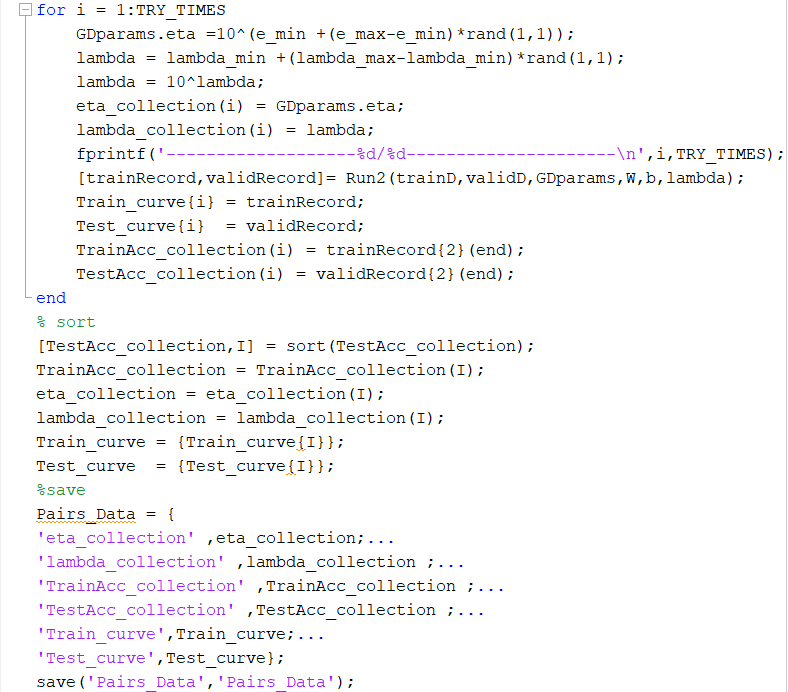 for i = 1:TRY_TIMES
    GDparams.eta =10^(e_min +(e_max-e_min)*rand(1,1));
    lambda = lambda_min +(lambda_max-lambda_min)*rand(1,1);
    lambda = 10^lambda;
    eta_collection(i) = GDparams.eta;
    lambda_collection(i) = lambda;
    fprintf('-------------------%d/%d---------------------\n',i,TRY_TIMES);
    [trainRecord,validRecord]= Run2(trainD,validD,GDparams,W,b,lambda);
    Train_curve{i} = trainRecord;
    Test_curve{i}  = validRecord;
    TrainAcc_collection(i) = trainRecord{2}(end);
    TestAcc_collection(i) = validRecord{2}(end);
end
% sort
[TestAcc_collection,I] = sort(TestAcc_collection);
TrainAcc_collection = TrainAcc_collection(I);
eta_collection = eta_collection(I);
lambda_collection = lambda_collection(I);
Train_curve = {Train_curve{I}};
Test_curve  = {Test_curve{I}};
%save
Pairs_Data = {
'eta_collection' ,eta_collection;...
'lambda_collection' ,lambda_collection ;...
'TrainAcc_collection' ,TrainAcc_collection ;...
'TestAcc_collection' ,TestAcc_collection ;...
'Train_curve',Train_curve;...
'Test_curve',Test_curve};
save('Pairs_Data','Pairs_Data');